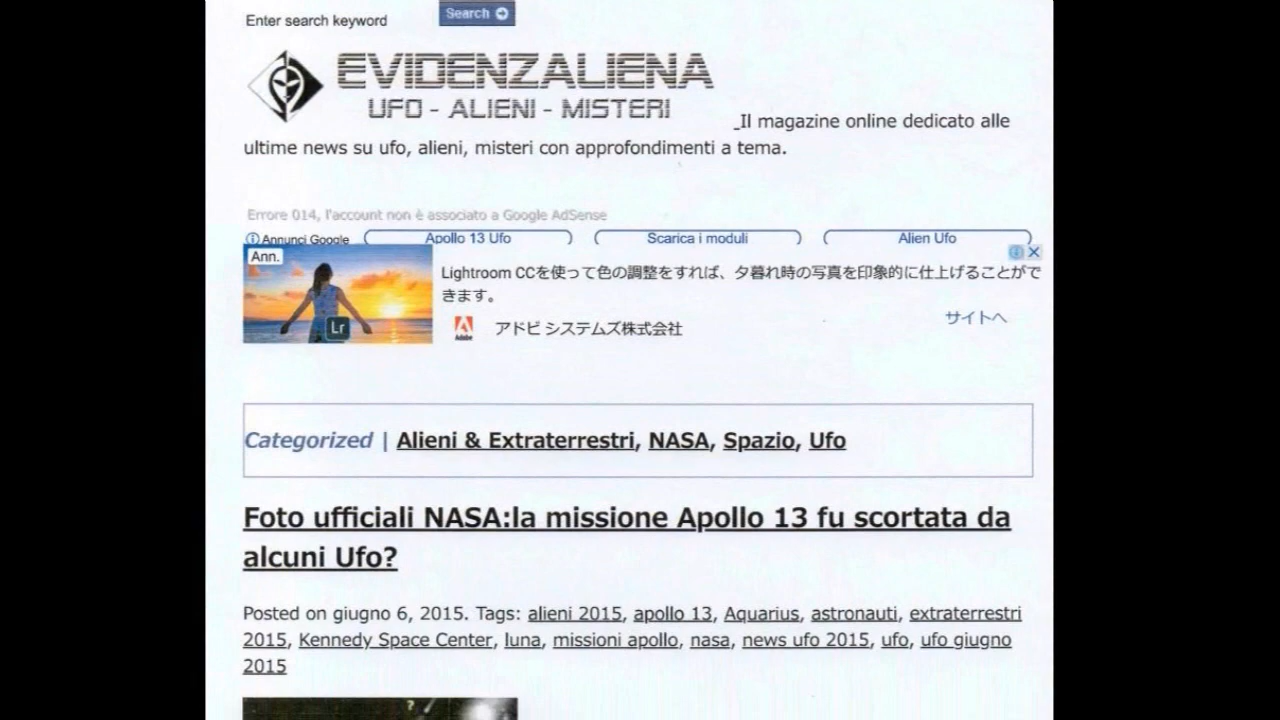 Enter search keyword
Search
EVIDENZALIENA
UFO - ALIENI - MISTERI
_Il magazine online dedicato alle
ultime news su ufo, alieni, misteri con approfondimenti a tema.
Errore 014, l'account non è associato a Google AdSense
Annunci Google
Apollo 13 Ufo
Scarica i moduli
Alien Ufo
Ann.
Lightroom CCを使って色の調整をすれば、夕暮れ時の写真を印象的に仕上げることがで
きます。
Lr
Adobe
アドビ システムズ株式会社
サイトへ
Categorized | Alieni & Extraterrestri, NASA, Spazio, Ufo
Foto ufficiali NASA:la missione Apollo 13 fu scortata da
alcuni Ufo?
Posted on giugno 6, 2015. Tags: alieni 2015, apollo 13, Aquarius, astronauti, extraterrestri
2015, Kennedy Space Center, luna, missioni apollo, nasa, news ufo 2015, ufo, ufo giugno
2015
?